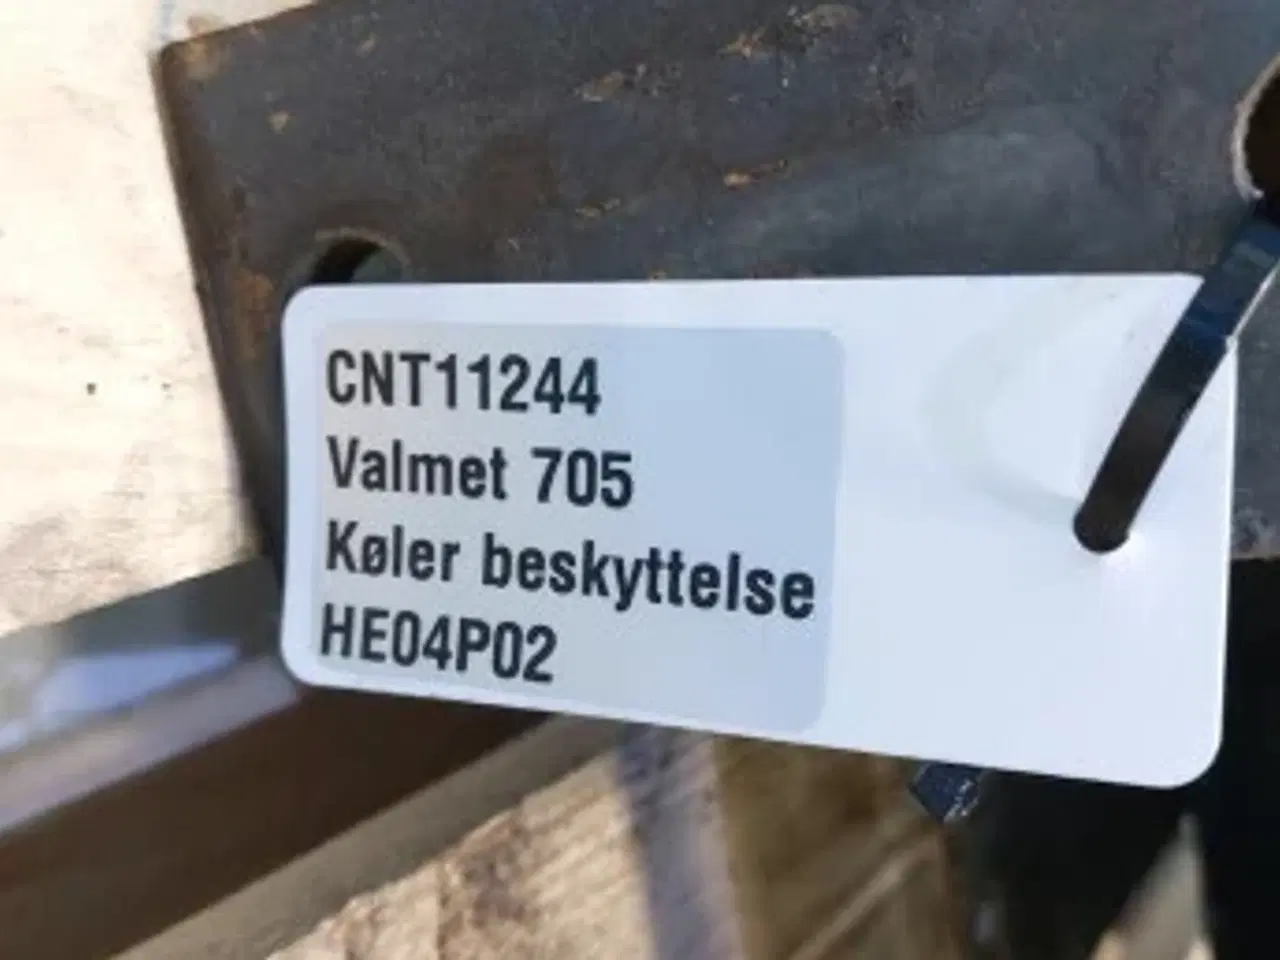 CNT11244
Valmet 705
Køler beskyttelse
HE04P02